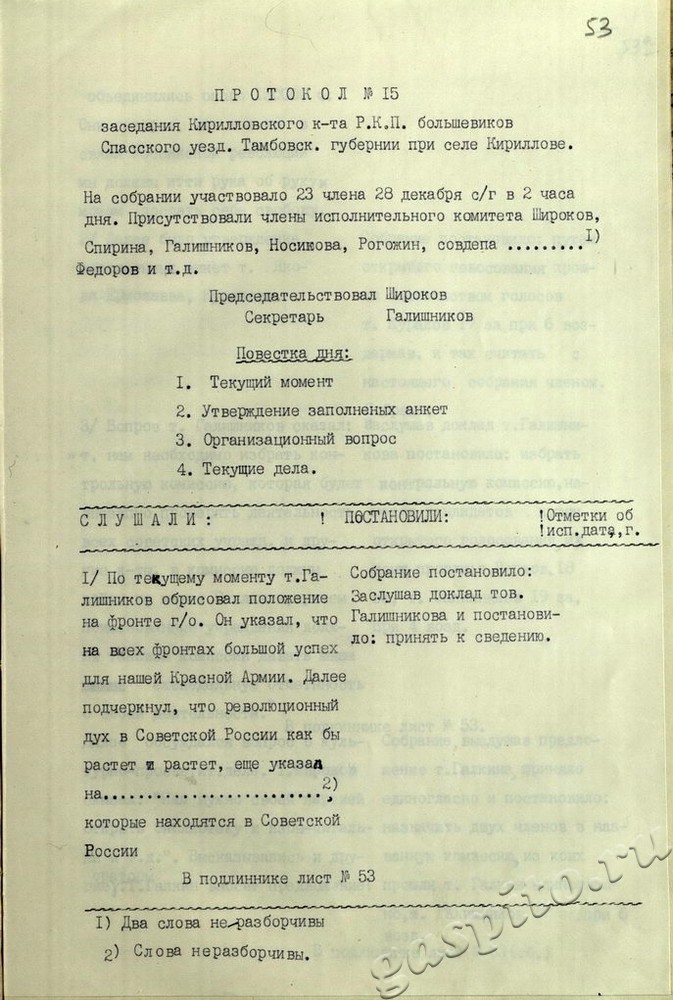 53
П Р О Т О К О Л № 15
заседания Кирилловского к-та Р.К.П. большевиков
Спасского уезд. Тамбовск. губернии при селе Кириллове.
На собрании участвовало 23 члена 28 декабря с/г в 2 часа
дня. Присутствовали члены исполнительного комитета Широков,
Спирина, Галишников, Носикова, Рогожин, совдепа .........1)
Федоров и т.д.
Председательствовал Широков
Секретарь Галишников
Повестка дня:
1. Текущий момент
2. Утверждение заполненых анкет
3. Организационный вопрос
4. Текущие дела.
С Л У Ш А Л И : ! ПОСТАНОВИЛИ: !Отметки об
!исп.дата,г.
I/ По текущему моменту т.Га-
лишников обрисовал положение
на фронте г/о. Он указал, что
на всех фронтах большой успех
для нашей Красной Армии. Далее
подчеркнул, что революционный
дух в Советской России как бы
растет и растет, еще указал
на.........................2),
которые находятся в Советской
России
Собрание постановило:
Заслушав доклад тов.
Галишникова и постанови-
ло: принять к сведению.
В подлиннике лист № 53
1) Два слова не разборчивы
2) Слова неразборчивы.
gaspito.ru